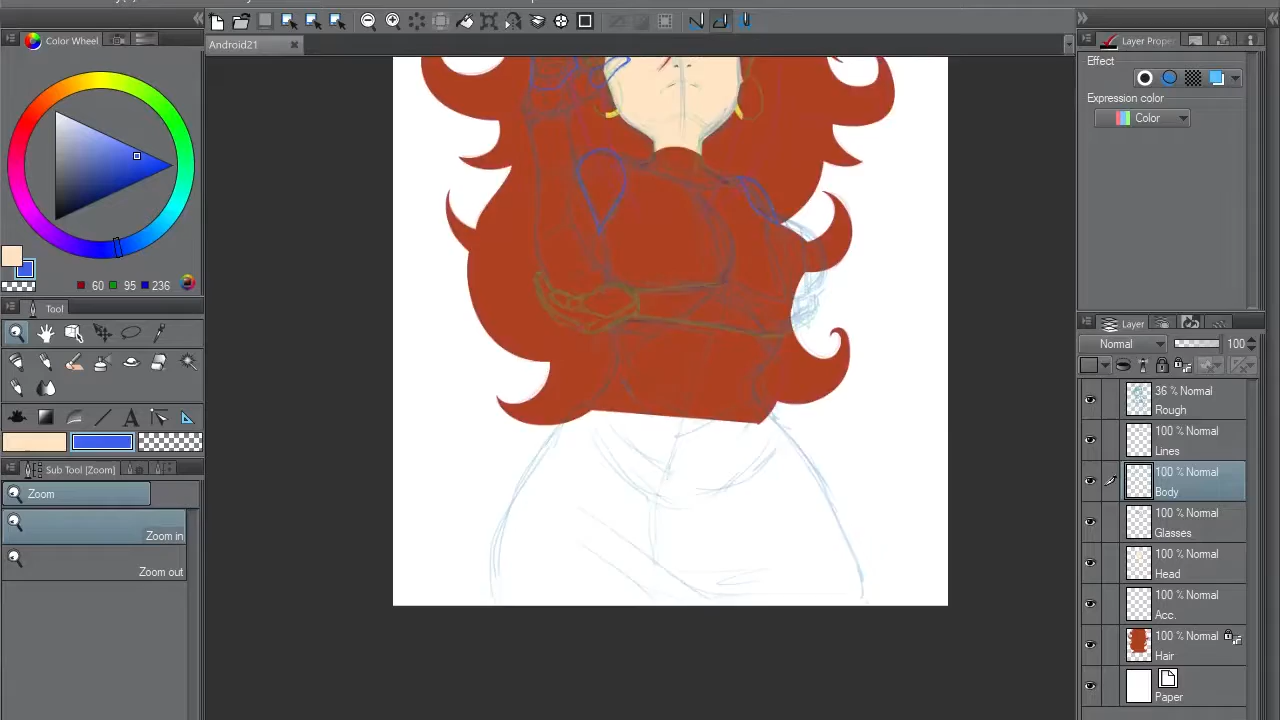 Android21
Color Wheel
60 95 236
Tool
A
Sub Tool [Zoom]
Zoom
Zoom in
Zoom out
Layer Prope
Effect
Expression color
Color
Layer
Normal 100
36 % Normal
Rough
100 % Normal
Lines
100 % Normal
Body
100 % Normal
Glasses
100 % Normal
Head
100 % Normal
Acc.
100 % Normal
Hair
Paper